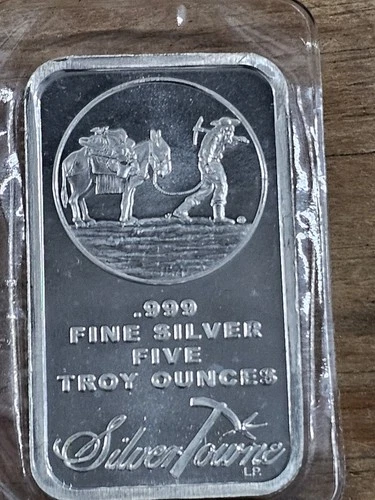 .999
FINE SILVER
FIVE
TROY OUNCES
SilverTowne
L.P.